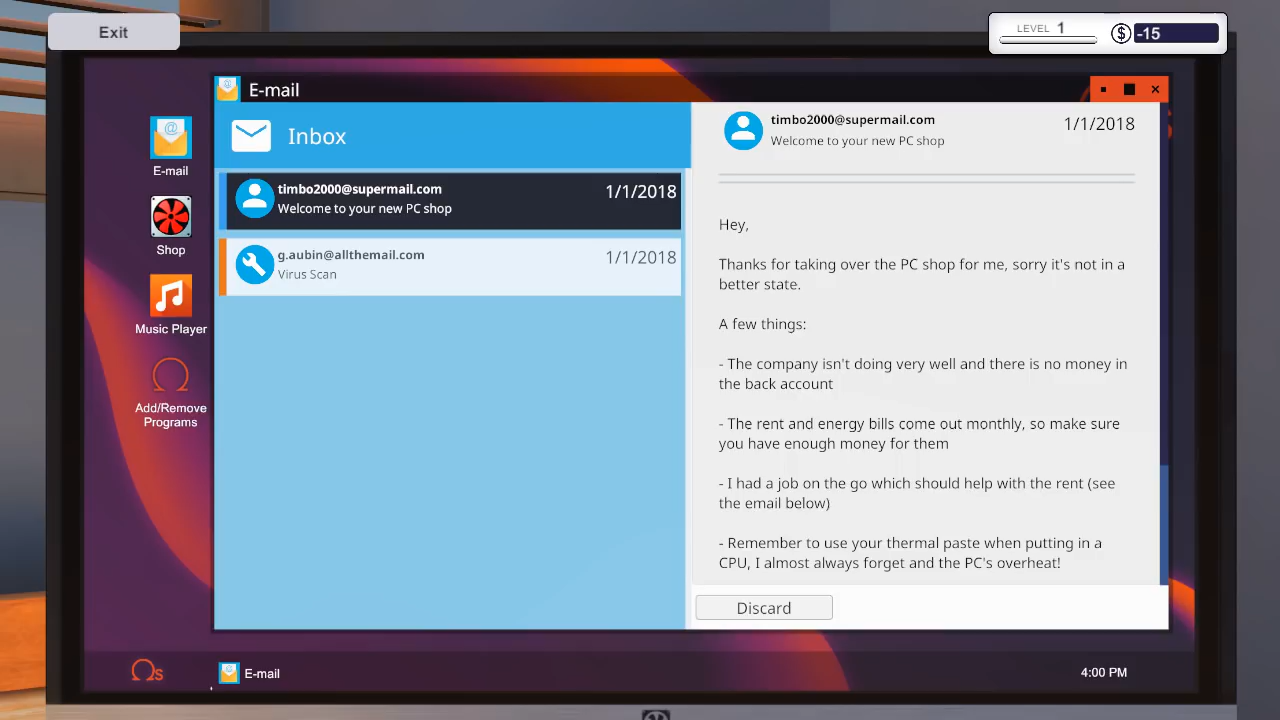 Exit
LEVEL 1
$ -15
E-mail
Inbox
timbo2000@supermail.com
1/1/2018
Welcome to your new PC shop
g.aubin@allthemail.com
1/1/2018
Virus Scan
timbo2000@supermail.com
1/1/2018
Welcome to your new PC shop
Hey,
Thanks for taking over the PC shop for me, sorry it's not in a
better state.
A few things:
- The company isn't doing very well and there is no money in
the back account
- The rent and energy bills come out monthly, so make sure
you have enough money for them
- I had a job on the go which should help with the rent (see
the email below)
- Remember to use your thermal paste when putting in a
CPU, I almost always forget and the PC's overheat!
Discard
E-mail
Shop
Music Player
Add/Remove
Programs
Ωs
E-mail
4:00 PM